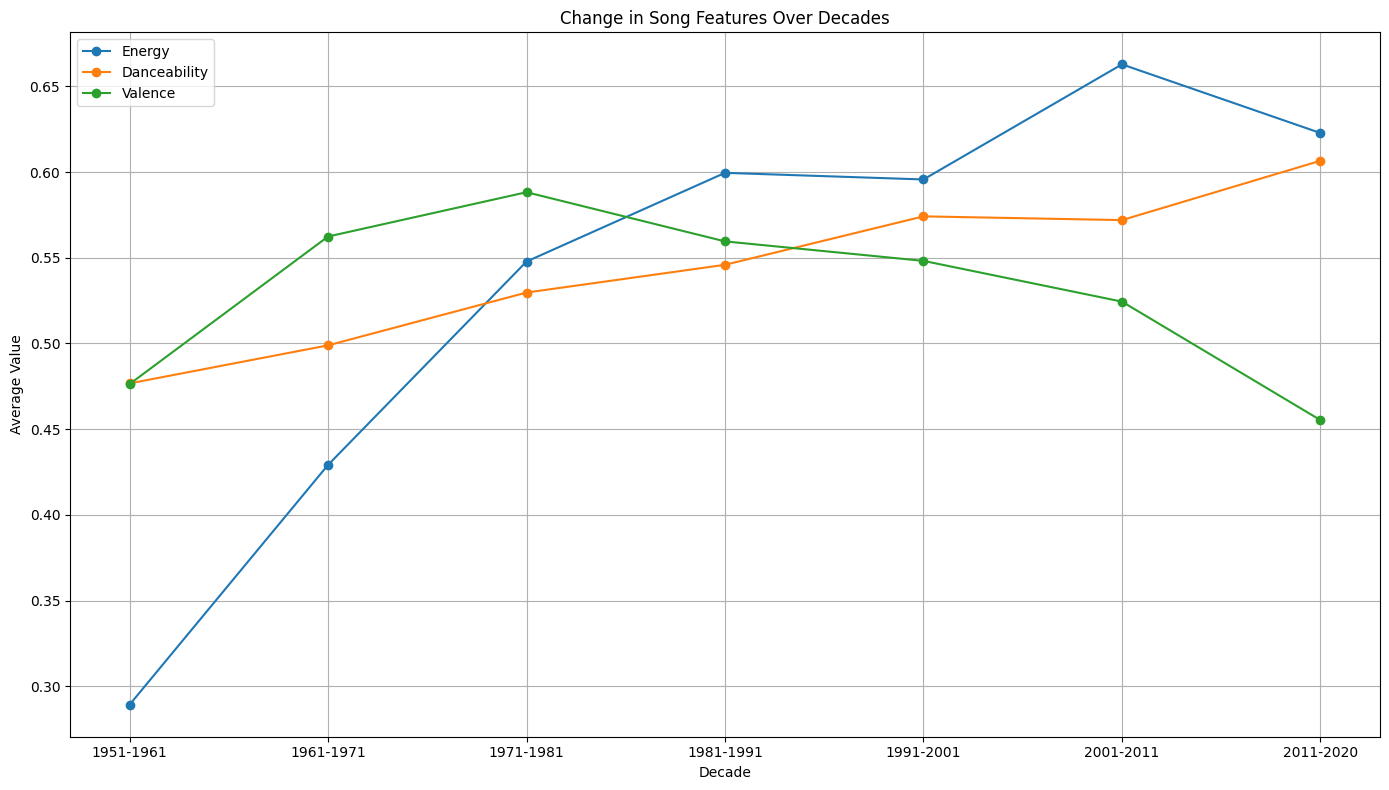 Change in Song Features Over Decades
Energy
Danceability
Valence
Average Value
0.65
0.60
0.55
0.50
0.45
0.40
0.35
0.30
1951-1961 1961-1971 1971-1981 1981-1991 1991-2001 2001-2011 2011-2020
Decade